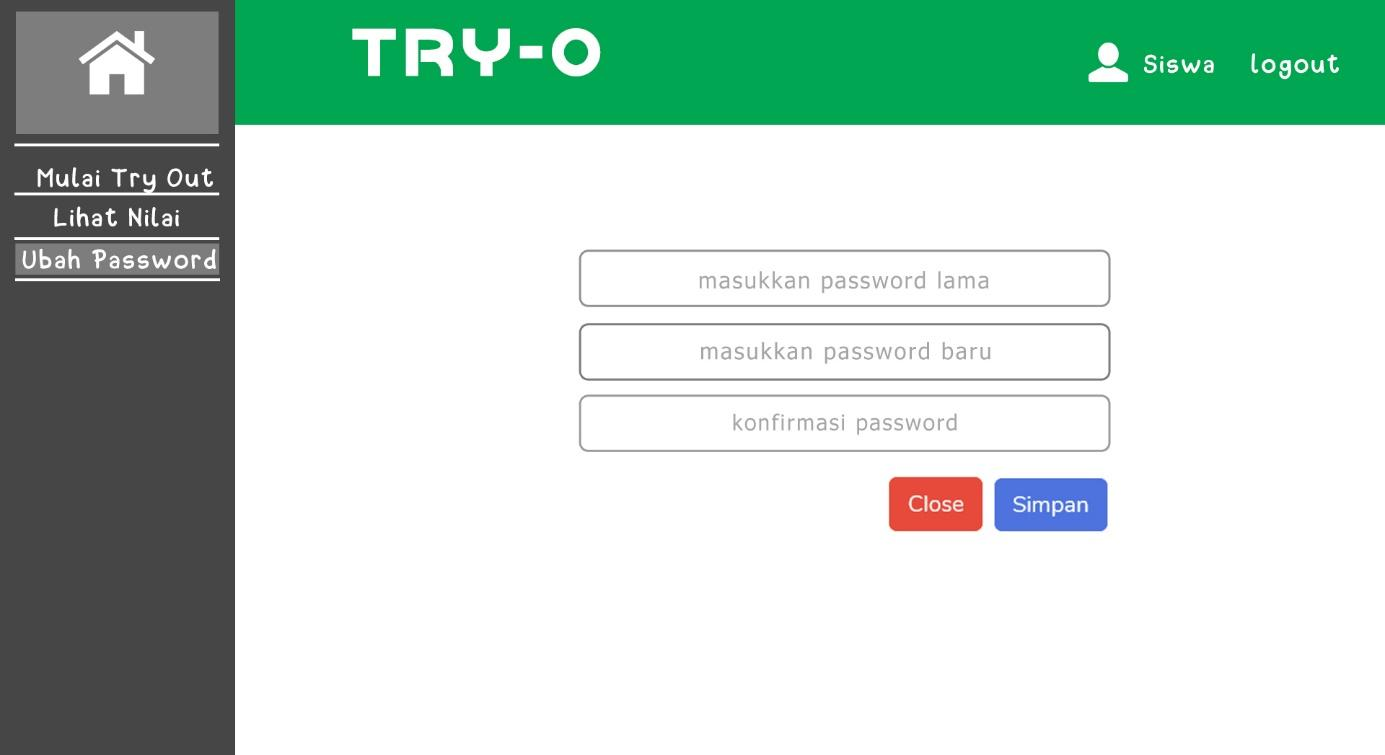 TRY-O
Siswa logout
Mulai Try Out
Lihat Nilai
Ubah Password
masukkan password lama
masukkan password baru
konfirmasi password
Close Simpan